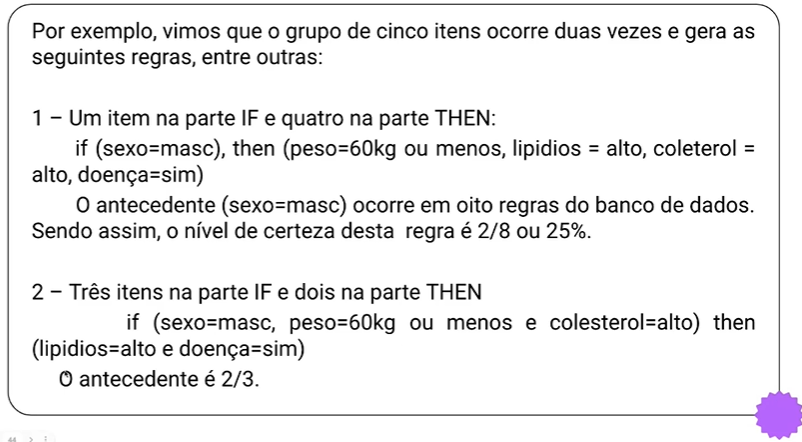 Por exemplo, vimos que o grupo de cinco itens ocorre duas vezes e gera as
seguintes regras, entre outras:
1 – Um item na parte IF e quatro na parte THEN:
if (sexo=masc), then (peso=60kg ou menos, lipidios = alto, coleterol =
alto, doença=sim)
O antecedente (sexo=masc) ocorre em oito regras do banco de dados.
Sendo assim, o nível de certeza desta regra é 2/8 ou 25%.
2 – Três itens na parte IF e dois na parte THEN
if (sexo=masc, peso=60kg ou menos e colesterol=alto) then
(lipidios=alto e doença=sim)
O antecedente é 2/3.